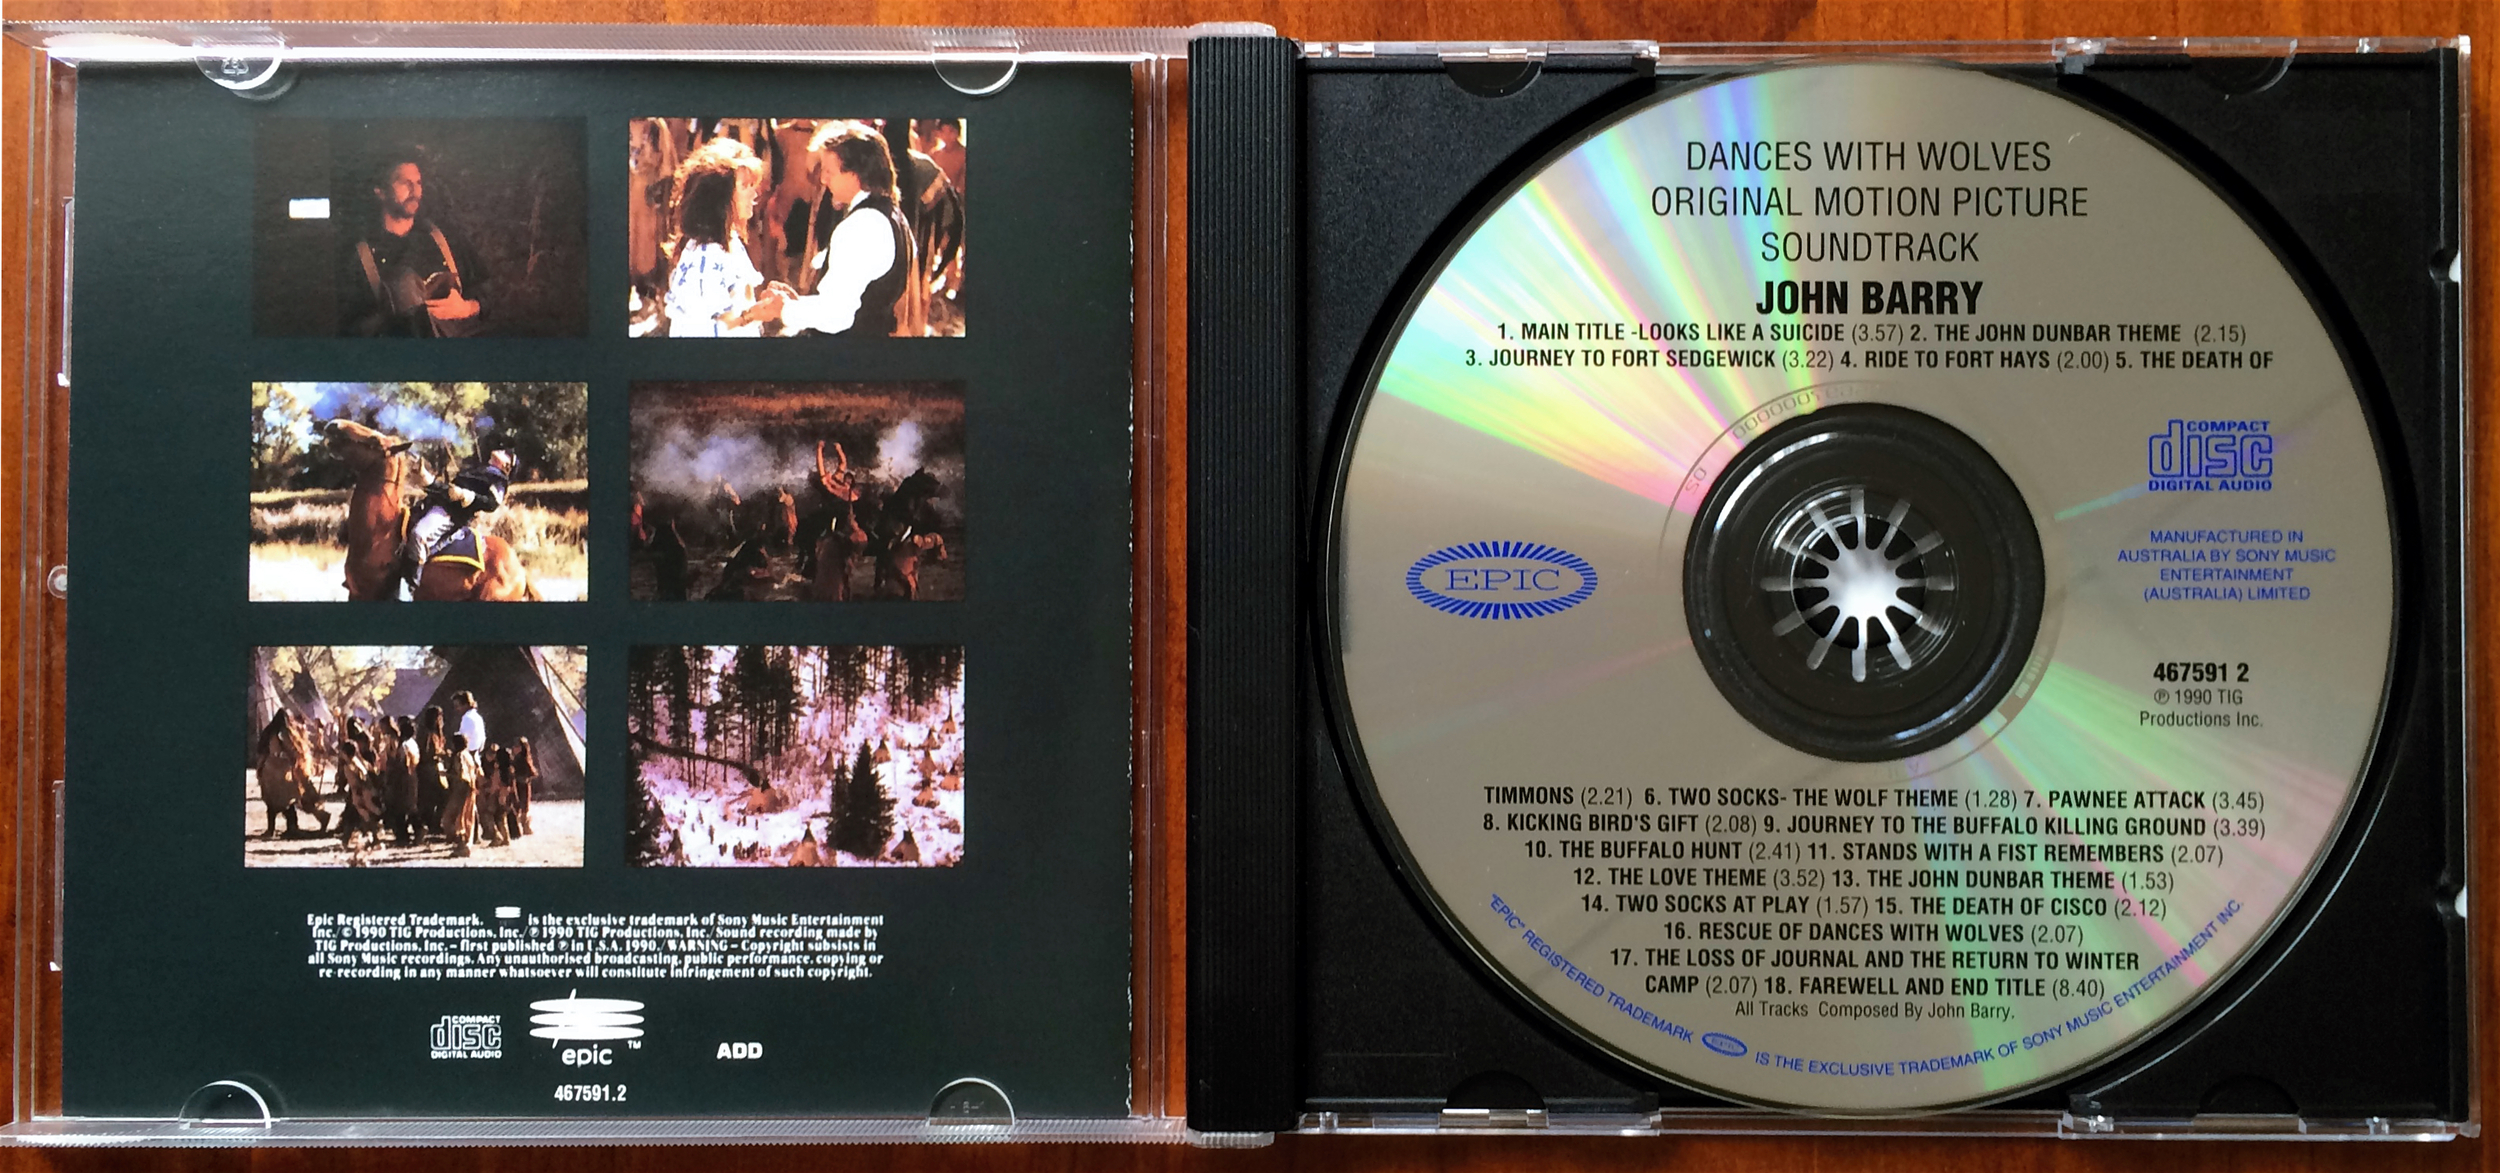 Epic Registered Trademark. is the exclusive trademark of Sony Music Entertainment
Inc./© 1990 TIG Productions, Inc./℗ 1990 TIG Productions, Inc./Sound recording made by
TIG Productions, Inc. – first published ℗ in U.S.A. 1990. /WARNING – Copyright subsists in
all Sony Music recordings. Any unauthorised broadcasting, public performance, copying or
re-recording in any manner whatsoever will constitute infringement of such copyright.
COMPACT
disc
DIGITAL AUDIO
epic
TM
ADD
467591.2
DANCES WITH WOLVES
ORIGINAL MOTION PICTURE
SOUNDTRACK
JOHN BARRY
1. MAIN TITLE -LOOKS LIKE A SUICIDE (3.57) 2. THE JOHN DUNBAR THEME (2.15)
3. JOURNEY TO FORT SEDGEWICK (3.22) 4. RIDE TO FORT HAYS (2.00) 5. THE DEATH OF
COMPACT
disc
DIGITAL AUDIO
EPIC
MANUFACTURED IN
AUSTRALIA BY SONY MUSIC
ENTERTAINMENT
(AUSTRALIA) LIMITED
467591 2
℗ 1990 TIG
Productions Inc.
TIMMONS (2.21) 6. TWO SOCKS- THE WOLF THEME (1.28) 7. PAWNEE ATTACK (3.45)
8. KICKING BIRD'S GIFT (2.08) 9. JOURNEY TO THE BUFFALO KILLING GROUND (3.39)
10. THE BUFFALO HUNT (2.41) 11. STANDS WITH A FIST REMEMBERS (2.07)
12. THE LOVE THEME (3.52) 13. THE JOHN DUNBAR THEME (1.53)
14. TWO SOCKS AT PLAY (1.57) 15. THE DEATH OF CISCO (2.12)
16. RESCUE OF DANCES WITH WOLVES (2.07)
17. THE LOSS OF JOURNAL AND THE RETURN TO WINTER
CAMP (2.07) 18. FAREWELL AND END TITLE (8.40)
All Tracks Composed By John Barry.
"EPIC" REGISTERED TRADEMARK EPIC IS THE EXCLUSIVE TRADEMARK OF SONY MUSIC ENTERTAINMENT INC.